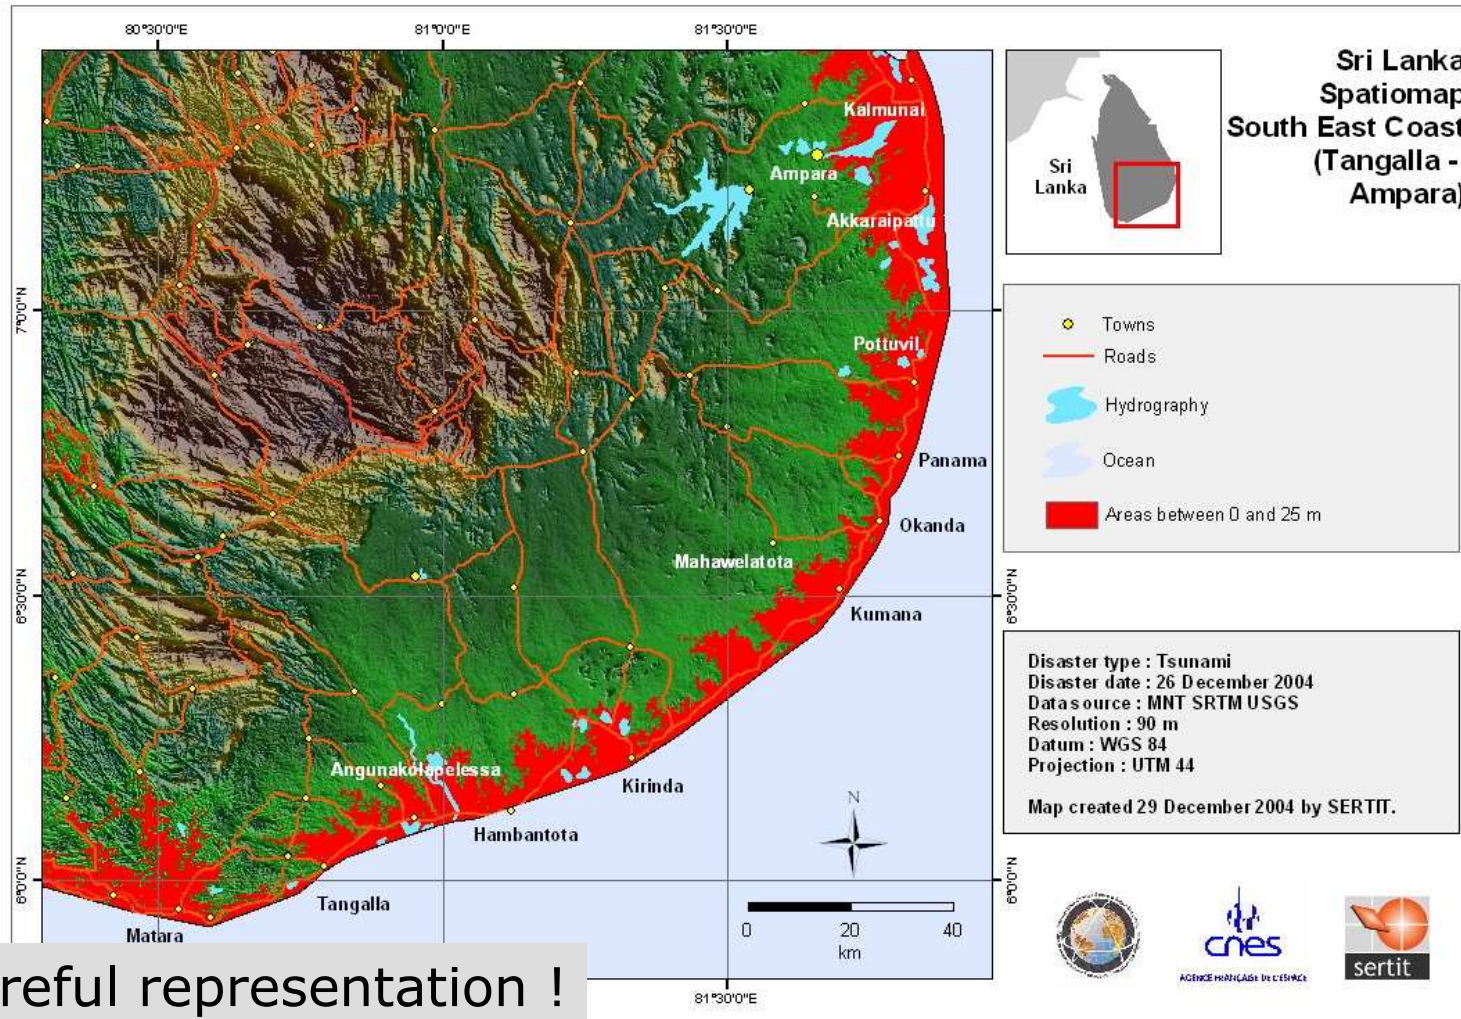 80°30'0"E
81°0'0"E
81°30'0"E
Sri Lanka
Spatiomap
South East Coast
(Tangalla -
Ampara)
Kalmunai
Ampara
Akkaraipattu
Sri
Lanka
7°0'0"N
Pottuvil
Towns
Roads
Hydrography
Ocean
Areas between 0 and 25 m
Panama
Okanda
Mahawelatota
Kumana
6°30'0"N
6°30'0"N
Disaster type : Tsunami
Disaster date : 26 December 2004
Data source : MNT SRTM USGS
Resolution : 90 m
Datum : WGS 84
Projection : UTM 44
Map created 29 December 2004 by SERTIT.
Angunakolapelessa
Kirinda
Hambantota
N
6°0'0"N
6°0'0"N
Tangalla
Matara
0 20 40
km
cnes
AGENCE FRANÇAISE DE L'ESPACE
sertit
reful representation !
81°30'0"E